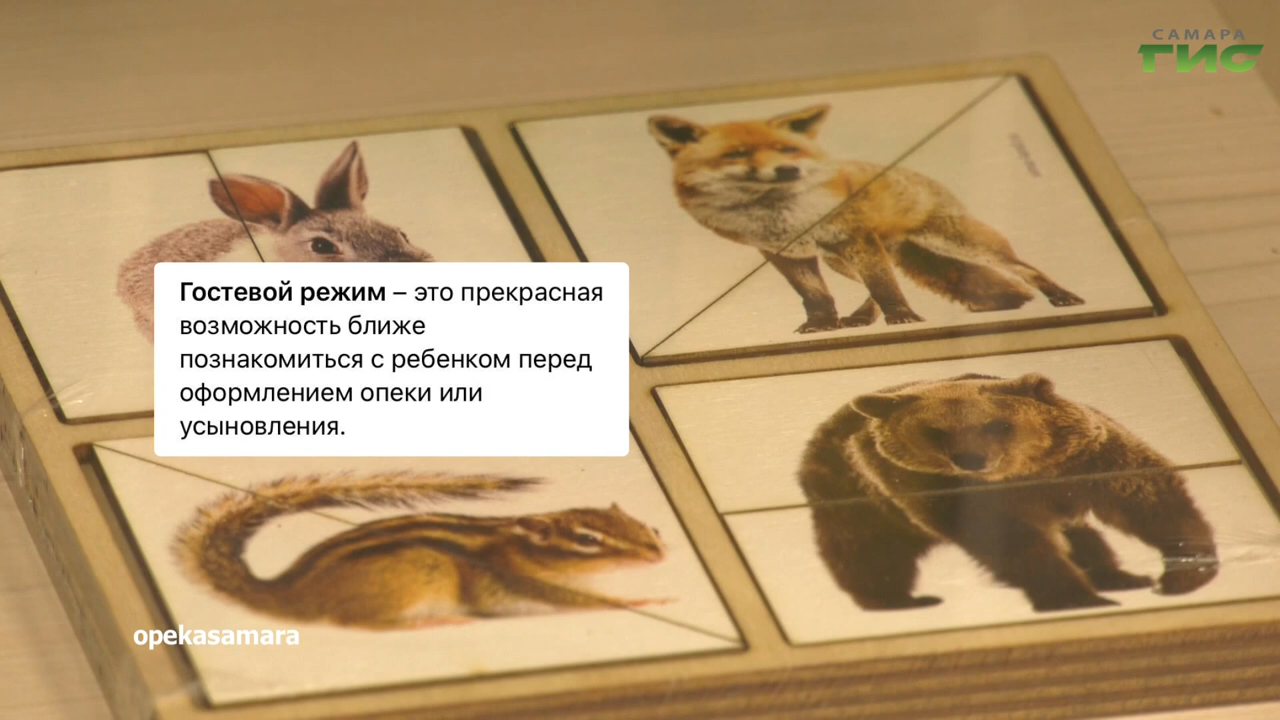 САМАРА
ГИС
Гостевой режим – это прекрасная
возможность ближе
познакомиться с ребенком перед
оформлением опеки или
усыновления.
opekasamara